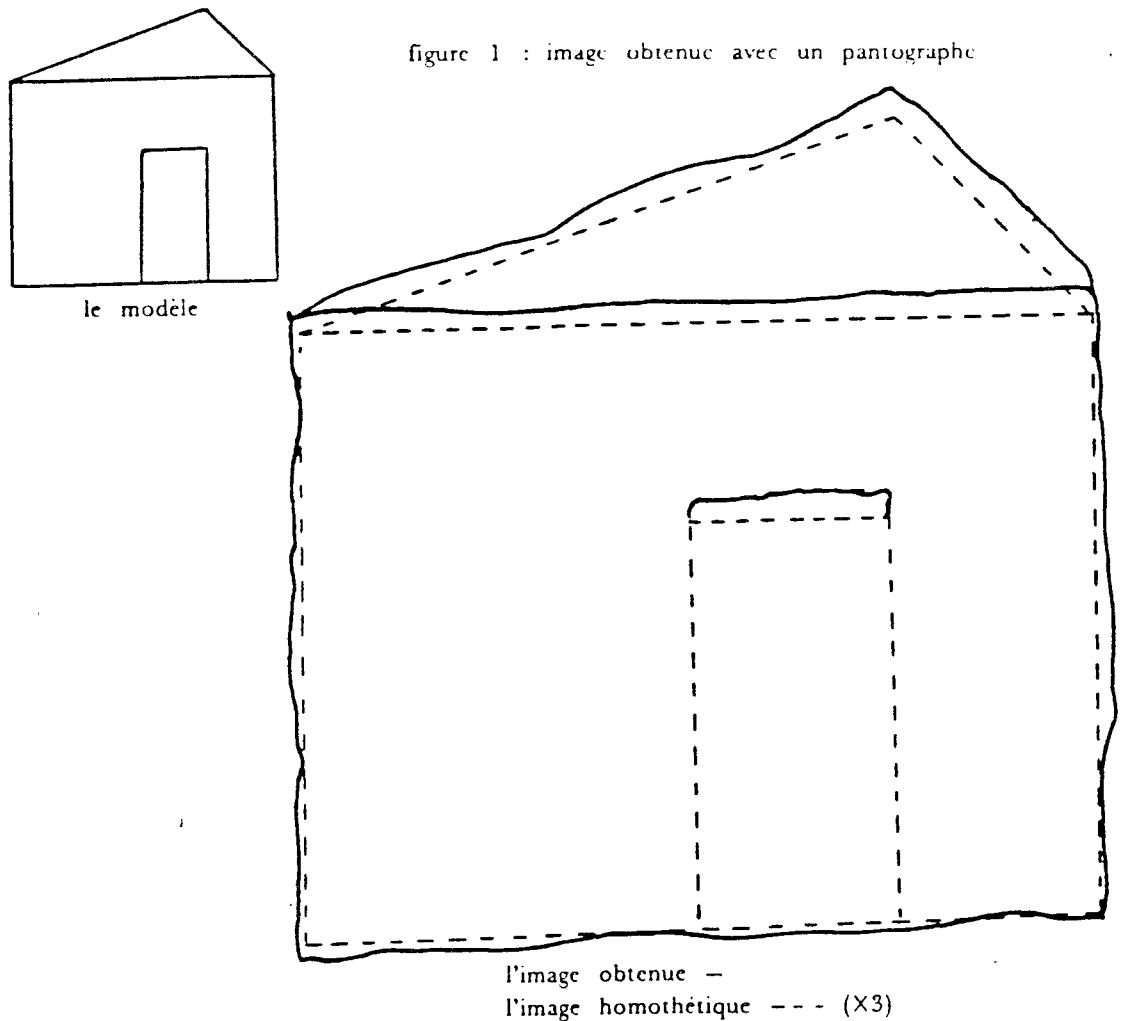 figure 1 : image obtenue avec un pantographe
le modèle
l'image obtenue —
l'image homothétique - - - (X3)